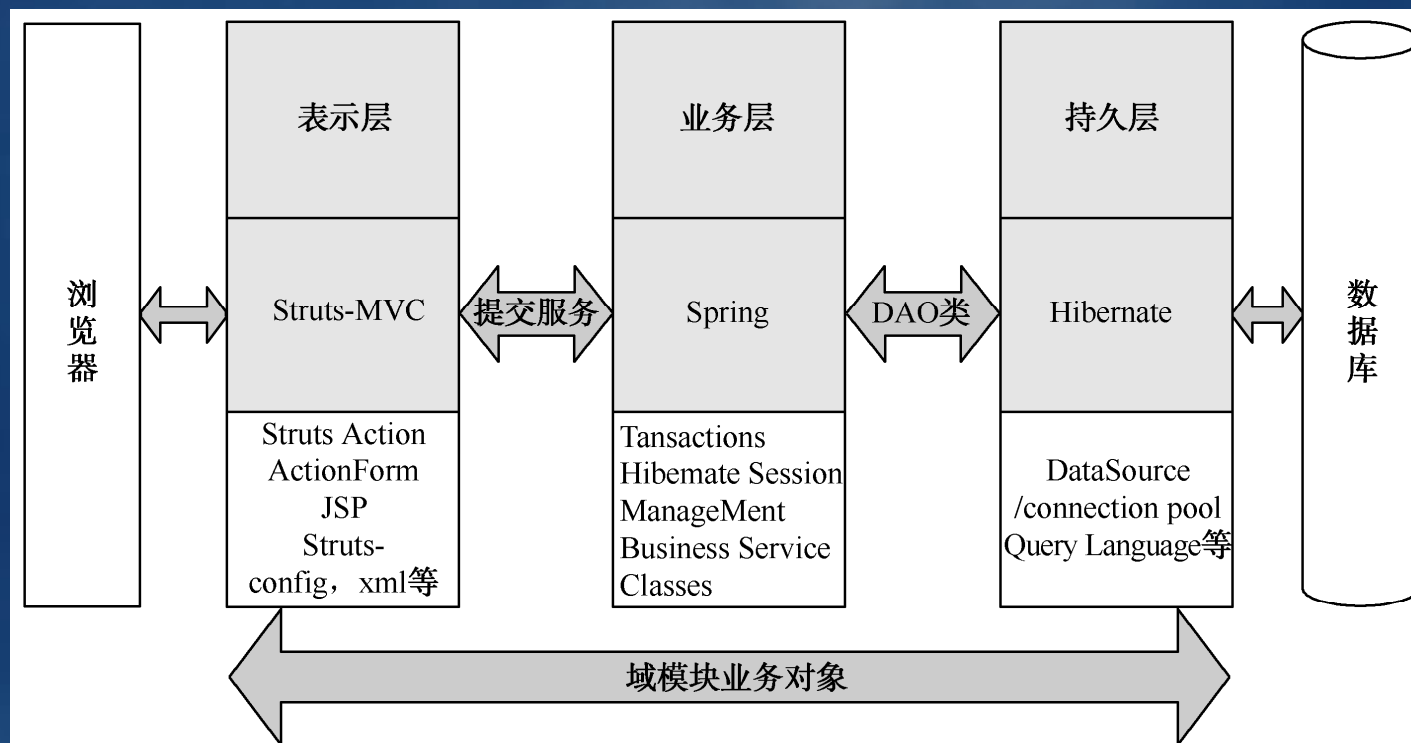 浏览器
表示层
Struts-MVC
Struts Action
ActionForm
JSP
Struts-
config，xml等
提交服务
业务层
Spring
Tansactions
Hibemate Session
ManageMent
Business Service
Classes
DAO类
持久层
Hibernate
DataSource
/connection pool
Query Language等
数据库
域模块业务对象